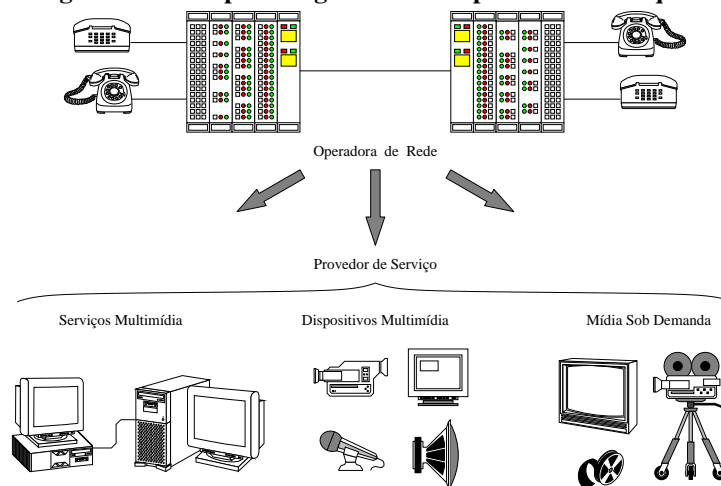 Operadora de Rede
Provedor de Serviço
Serviços Multimídia
Dispositivos Multimídia
Mídia Sob Demanda